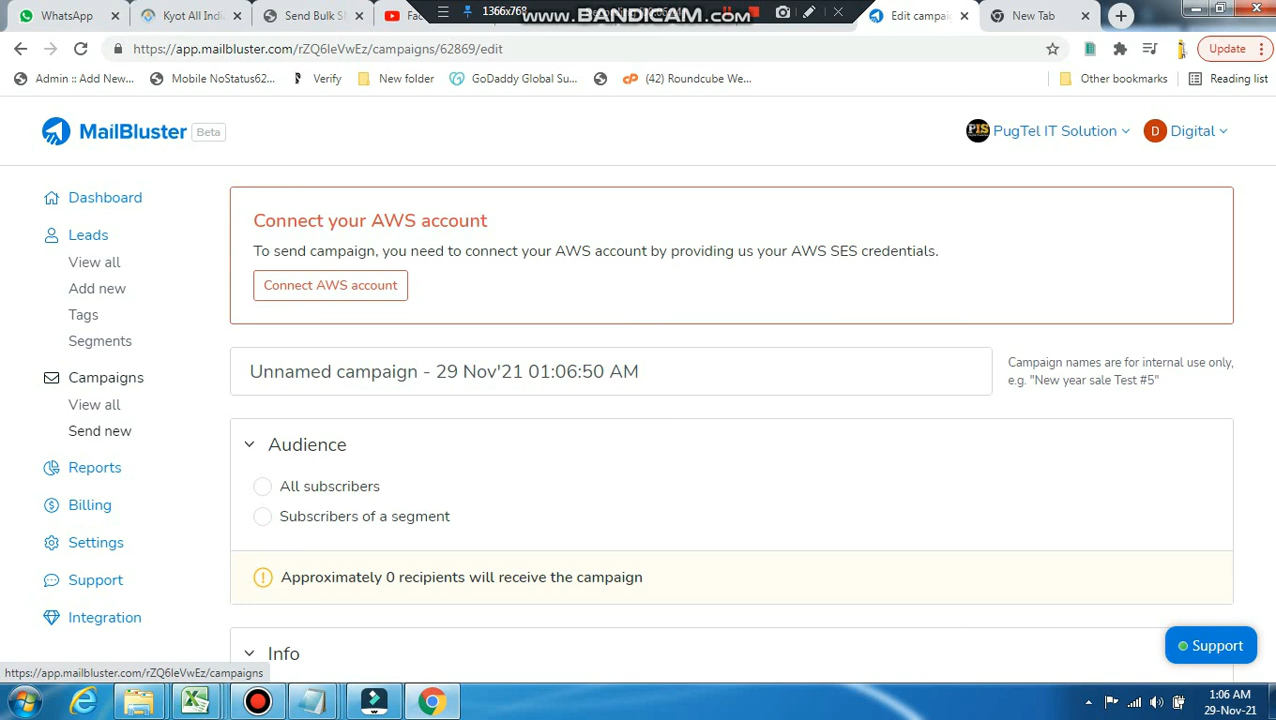 WhatsApp
Kyot All Indi
Send Bulk S
1366x768
www.BANDICAM.com
Edit campai
New Tab
https://app.mailbluster.com/rZQ6leVwEz/campaigns/62869/edit
Update
Admin :: Add New...
Mobile NoStatus62...
Verify
New folder
GoDaddy Global Su...
(42) Roundcube We...
Other bookmarks
Reading list
MailBluster Beta
PIS PugTel IT Solution
D Digital
Dashboard
Leads
View all
Add new
Tags
Segments
Campaigns
View all
Send new
Reports
Billing
Settings
Support
Integration
Connect your AWS account
To send campaign, you need to connect your AWS account by providing us your AWS SES credentials.
Connect AWS account
Unnamed campaign - 29 Nov'21 01:06:50 AM
Campaign names are for internal use only,
e.g. "New year sale Test #5"
Audience
All subscribers
Subscribers of a segment
Approximately 0 recipients will receive the campaign
Info
Support
https://app.mailbluster.com/rZQ6leVwEz/campaigns
1:06 AM
29-Nov-21